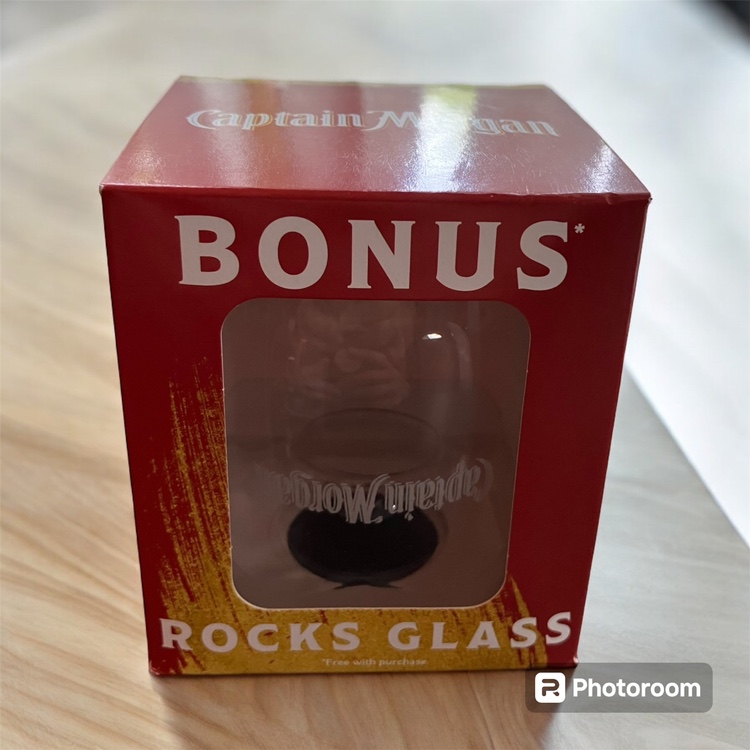 Captain Morgan
BONUS*
Captain Morgan
ROCKS GLASS
*Free with purchase
Photoroom